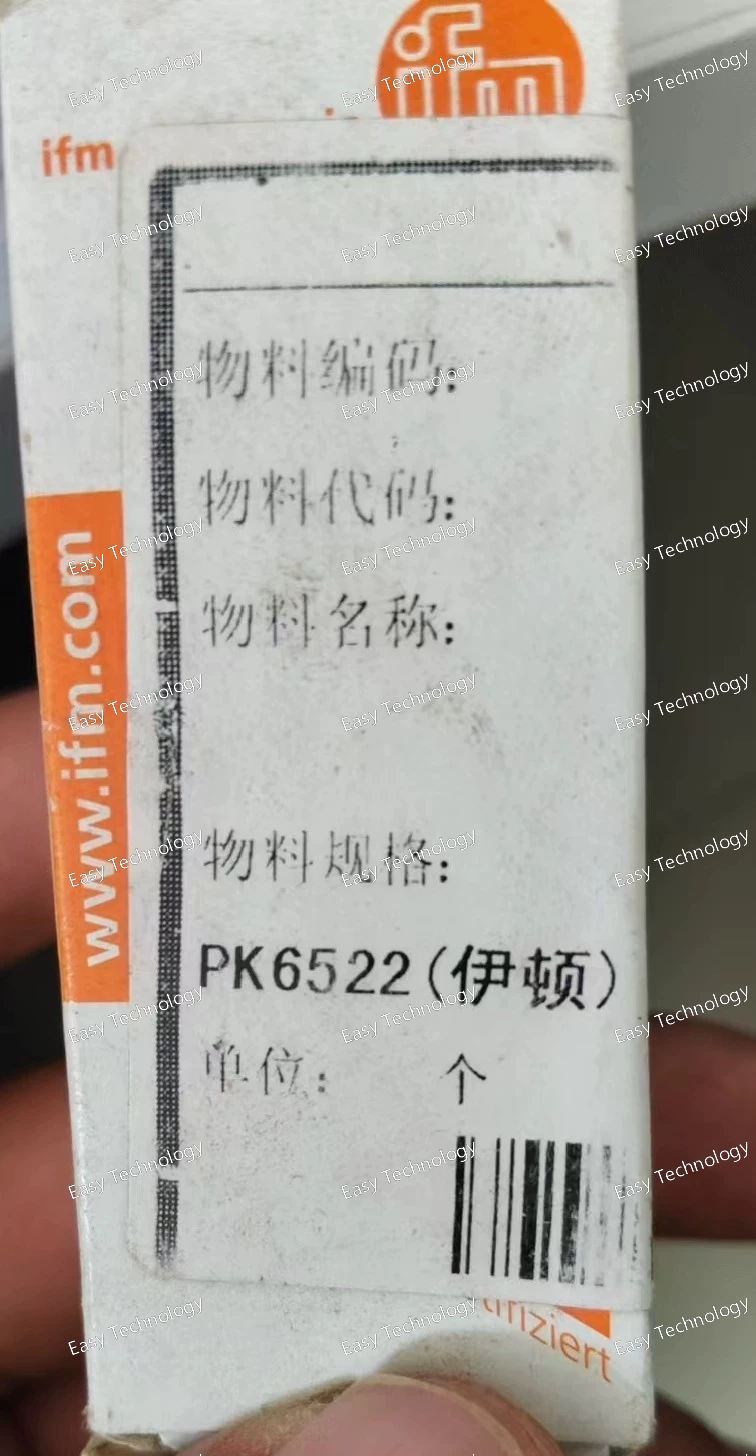 ifm
ifm
www.ifm.com
物料编码:
物料代码:
物料名称:
物料规格:
PK6522(伊顿)
单位: 个
tifiziert
Easy Technology